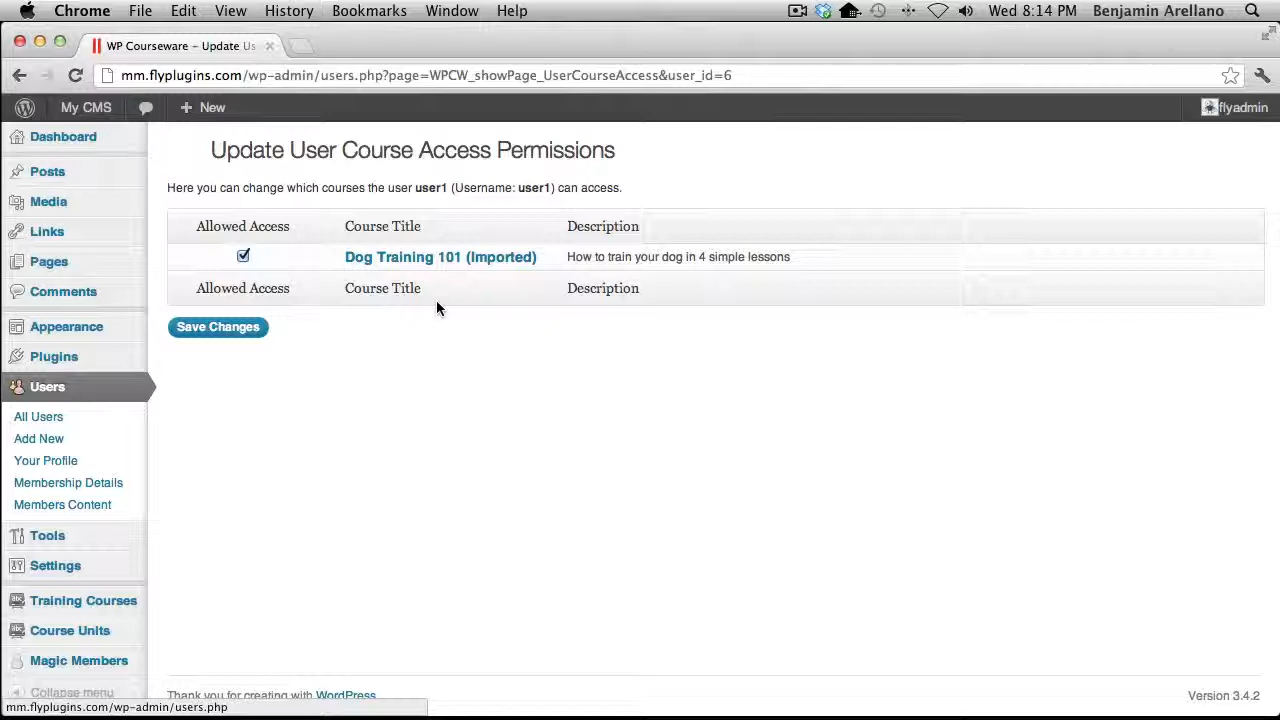 Chrome File Edit View History Bookmarks Window Help Wed 8:14 PM Benjamin Arellano
WP Courseware – Update Us
mm.flyplugins.com/wp-admin/users.php?page=WPCW_showPage_UserCourseAccess&user_id=6
My CMS + New flyadmin
Dashboard
Posts
Media
Links
Pages
Comments
Appearance
Plugins
Users
All Users
Add New
Your Profile
Membership Details
Members Content
Tools
Settings
Training Courses
Course Units
Magic Members
Collapse menu
Update User Course Access Permissions
Here you can change which courses the user user1 (Username: user1) can access.
Allowed Access Course Title Description
Dog Training 101 (Imported) How to train your dog in 4 simple lessons
Allowed Access Course Title Description
Save Changes
Thank you for creating with WordPress Version 3.4.2
mm.flyplugins.com/wp-admin/users.php